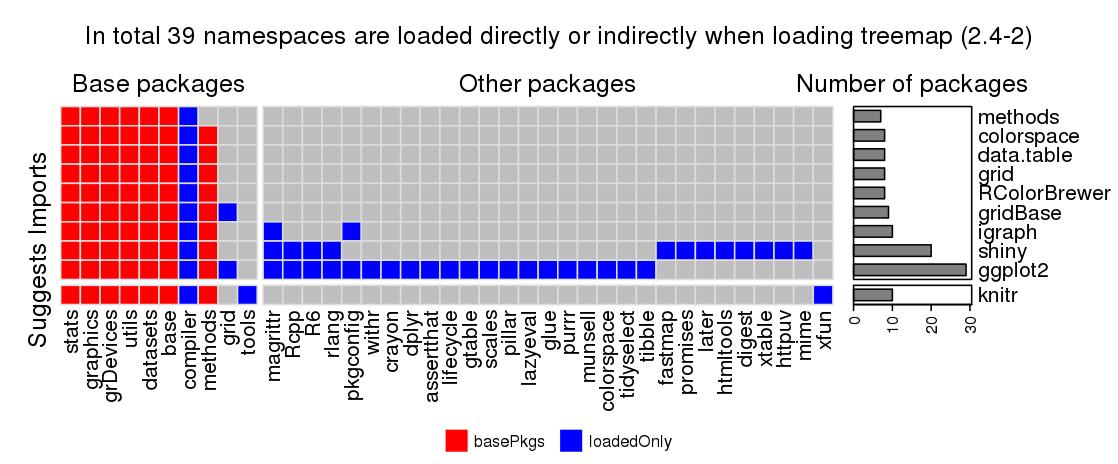 In total 39 namespaces are loaded directly or indirectly when loading treemap (2.4-2)
Base packages
Other packages
Number of packages
Imports
Suggests
methods
colorspace
data.table
grid
RColorBrewer
gridBase
igraph
shiny
ggplot2
knitr
0
10
20
30
stats
graphics
grDevices
utils
datasets
base
compiler
methods
grid
tools
magrittr
Rcpp
R6
rlang
pkgconfig
withr
crayon
dplyr
assertthat
lifecycle
gtable
scales
pillar
lazyeval
glue
purrr
munsell
colorspace
tidyselect
tibble
fastmap
promises
later
htmltools
digest
xtable
httpuv
mime
xfun
basePkgs
loadedOnly